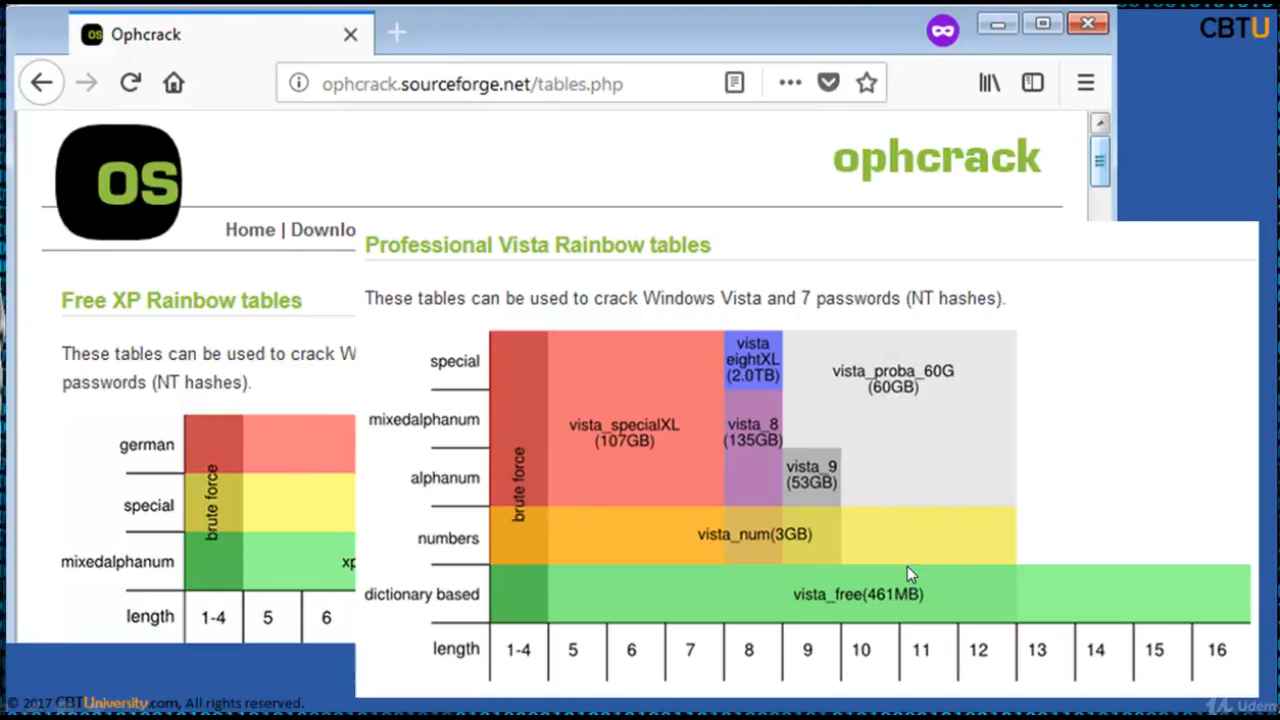 CBTU
OS Ophcrack
ophcrack.sourceforge.net/tables.php
OS
ophcrack
Home | Downlo
Free XP Rainbow tables
These tables can be used to crack W
passwords (NT hashes).
german
special
mixedalphanum
brute force
xp
length 1-4 5 6
Professional Vista Rainbow tables
These tables can be used to crack Windows Vista and 7 passwords (NT hashes).
special
mixedalphanum
alphanum
numbers
dictionary based
brute force
vista_specialXL
(107GB)
vista
eightXL
(2.0TB)
vista_8
(135GB)
vista_proba_60G
(60GB)
vista_9
(53GB)
vista_num(3GB)
vista_free(461MB)
length 1-4 5 6 7 8 9 10 11 12 13 14 15 16
© 2017 CBTUniversity.com, All rights reserved.
Udemy